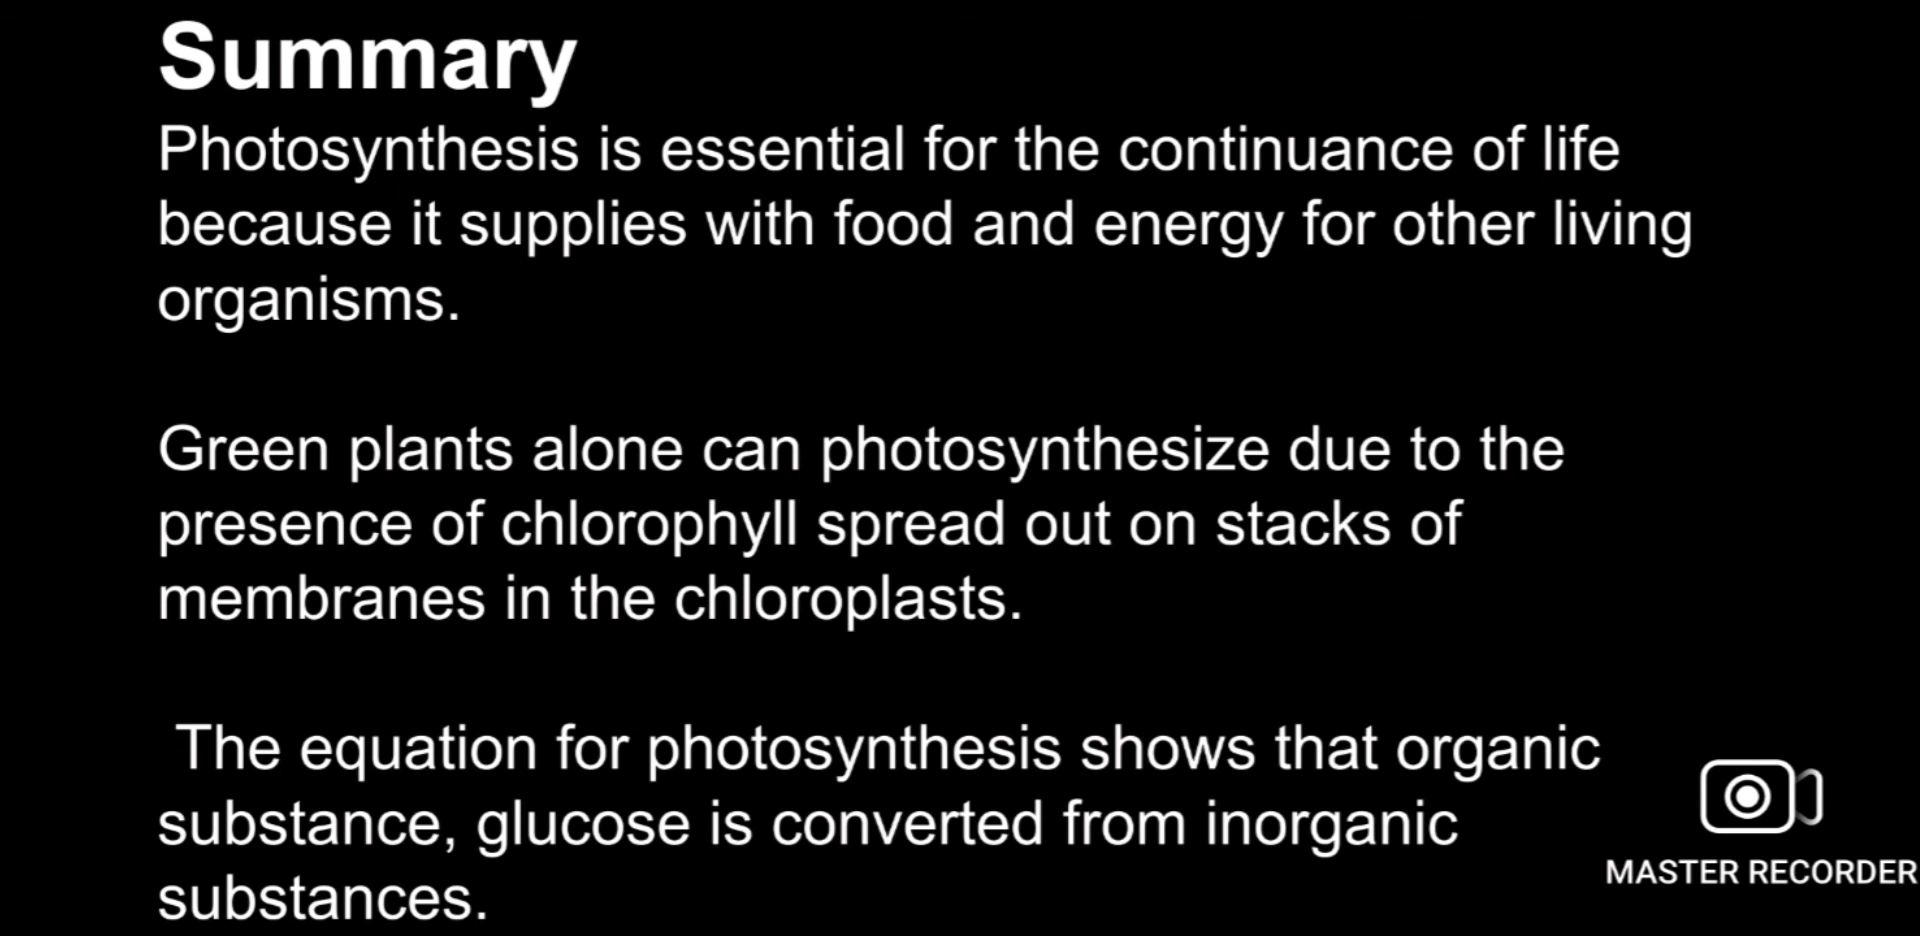 Summary
Photosynthesis is essential for the continuance of life
because it supplies with food and energy for other living
organisms.
Green plants alone can photosynthesize due to the
presence of chlorophyll spread out on stacks of
membranes in the chloroplasts.
The equation for photosynthesis shows that organic
substance, glucose is converted from inorganic
substances.
MASTER RECORDER